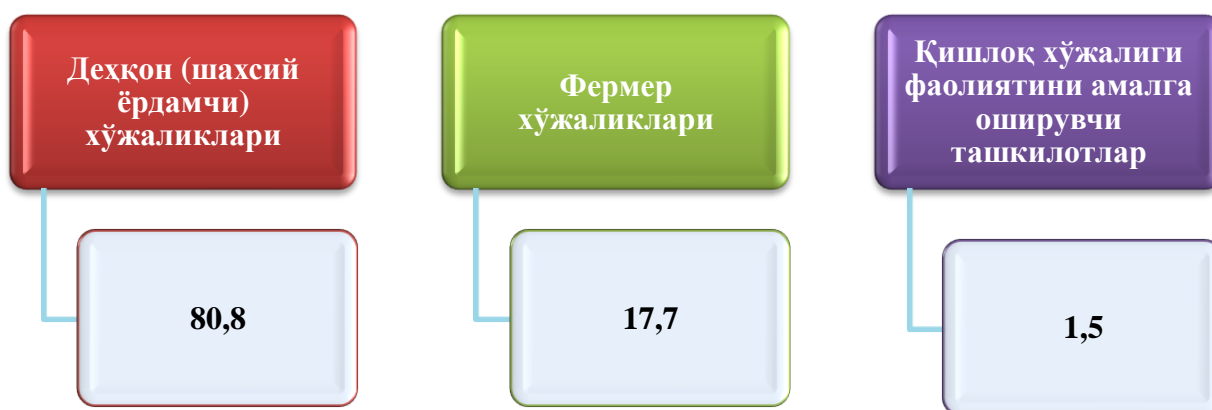 Деҳқон (шахсий
ёрдамчи)
хўжаликлари
80,8
Фермер
хўжаликлари
17,7
Қишлоқ хўжалиги
фаолиятини амалга
оширувчи
ташкилотлар
1,5